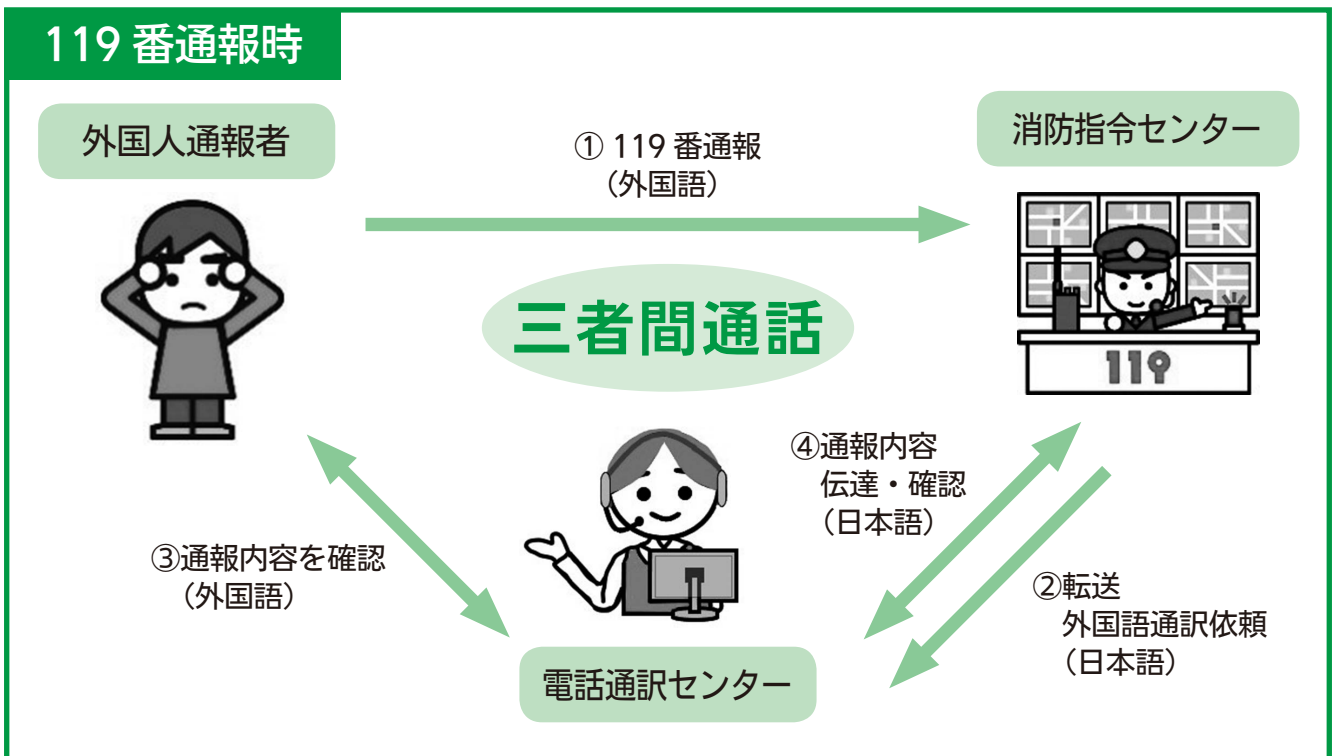 119 番通報時
外国人通報者
① 119 番通報
(外国語)
消防指令センター
三者間通話
119
④通報内容
伝達・確認
(日本語)
③通報内容を確認
(外国語)
②転送
外国語通訳依頼
(日本語)
電話通訳センター